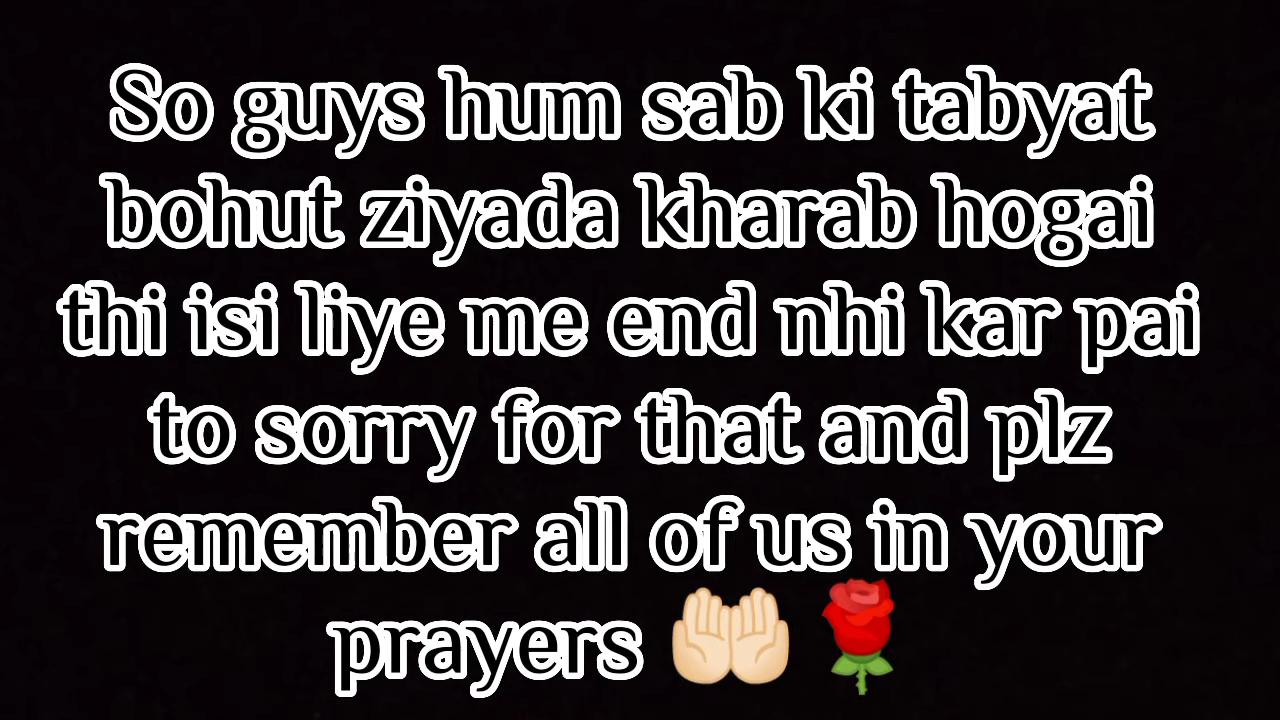 So guys hum sab ki tabyat
bohut ziyada kharab hogai
thi isi liye me end nhi kar pai
to sorry for that and plz
remember all of us in your
prayers 🤲🏻 🌹